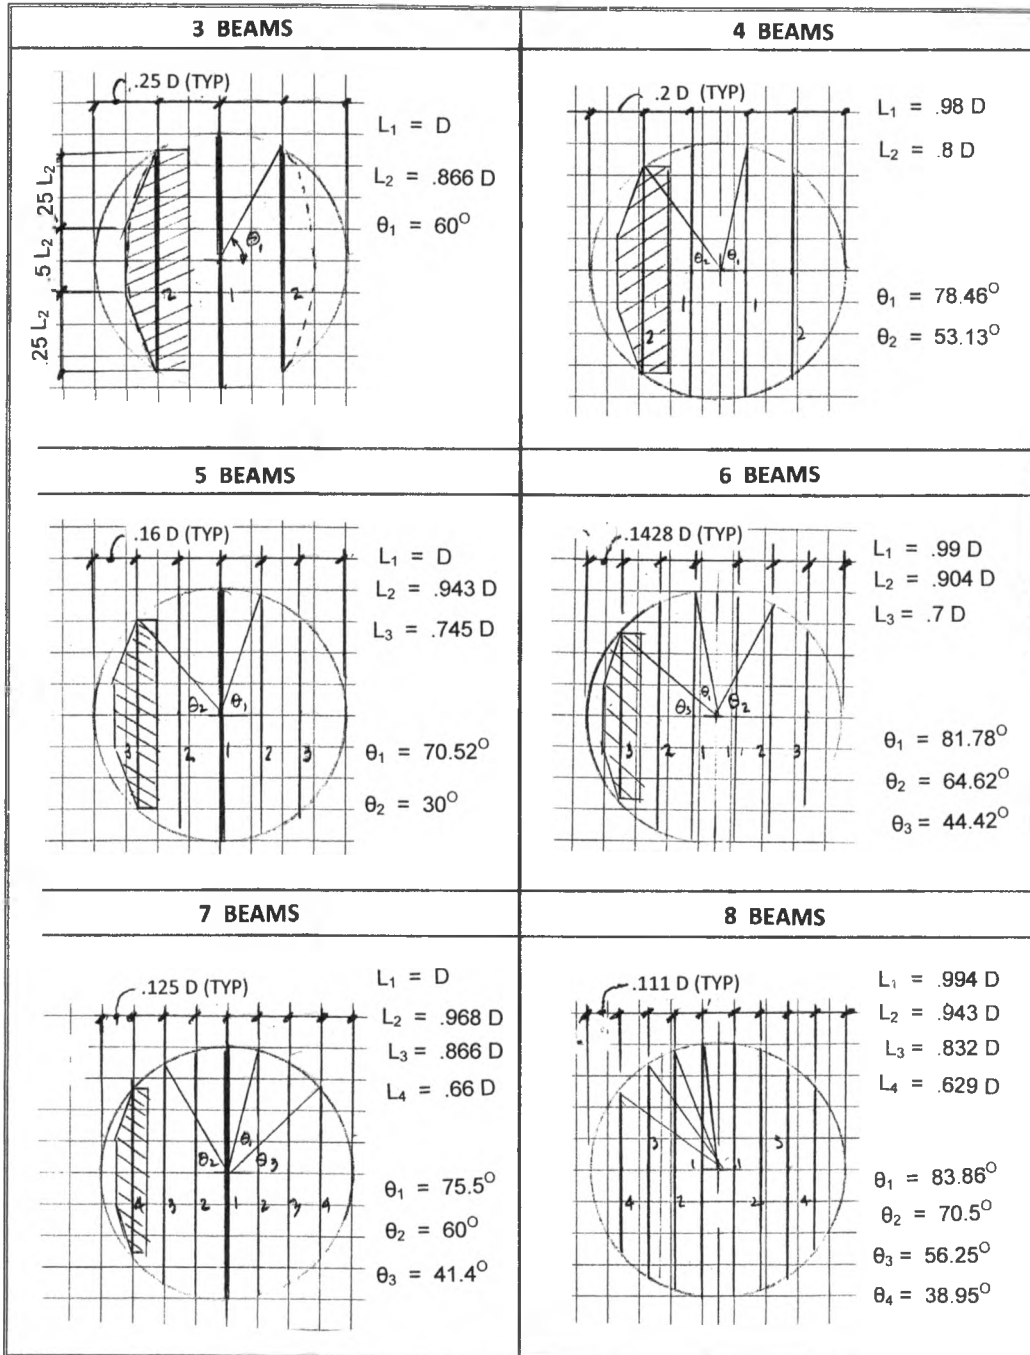 3 BEAMS
.25 D (TYP)
L₁ = D
L₂ = .866 D
θ₁ = 60°
.25 L₂
.5 L₂
.25 L₂
θ₁
2 1 2
4 BEAMS
.2 D (TYP)
L₁ = .98 D
L₂ = .8 D
θ₂ θ₁
θ₁ = 78.46°
θ₂ = 53.13°
2 1 1 2
5 BEAMS
.16 D (TYP)
L₁ = D
L₂ = .943 D
L₃ = .745 D
θ₂ θ₁
3 2 1 2 3
θ₁ = 70.52°
θ₂ = 30°
6 BEAMS
.1428 D (TYP)
L₁ = .99 D
L₂ = .904 D
L₃ = .7 D
θ₃ θ₁ θ₂
3 2 1 1 2 3
θ₁ = 81.78°
θ₂ = 64.62°
θ₃ = 44.42°
7 BEAMS
.125 D (TYP)
L₁ = D
L₂ = .968 D
L₃ = .866 D
L₄ = .66 D
θ₂ θ₁ θ₃
4 3 2 1 2 3 4
θ₁ = 75.5°
θ₂ = 60°
θ₃ = 41.4°
8 BEAMS
.111 D (TYP)
L₁ = .994 D
L₂ = .943 D
L₃ = .832 D
L₄ = .629 D
3 1 1 3
4 2 2 4
θ₁ = 83.86°
θ₂ = 70.5°
θ₃ = 56.25°
θ₄ = 38.95°